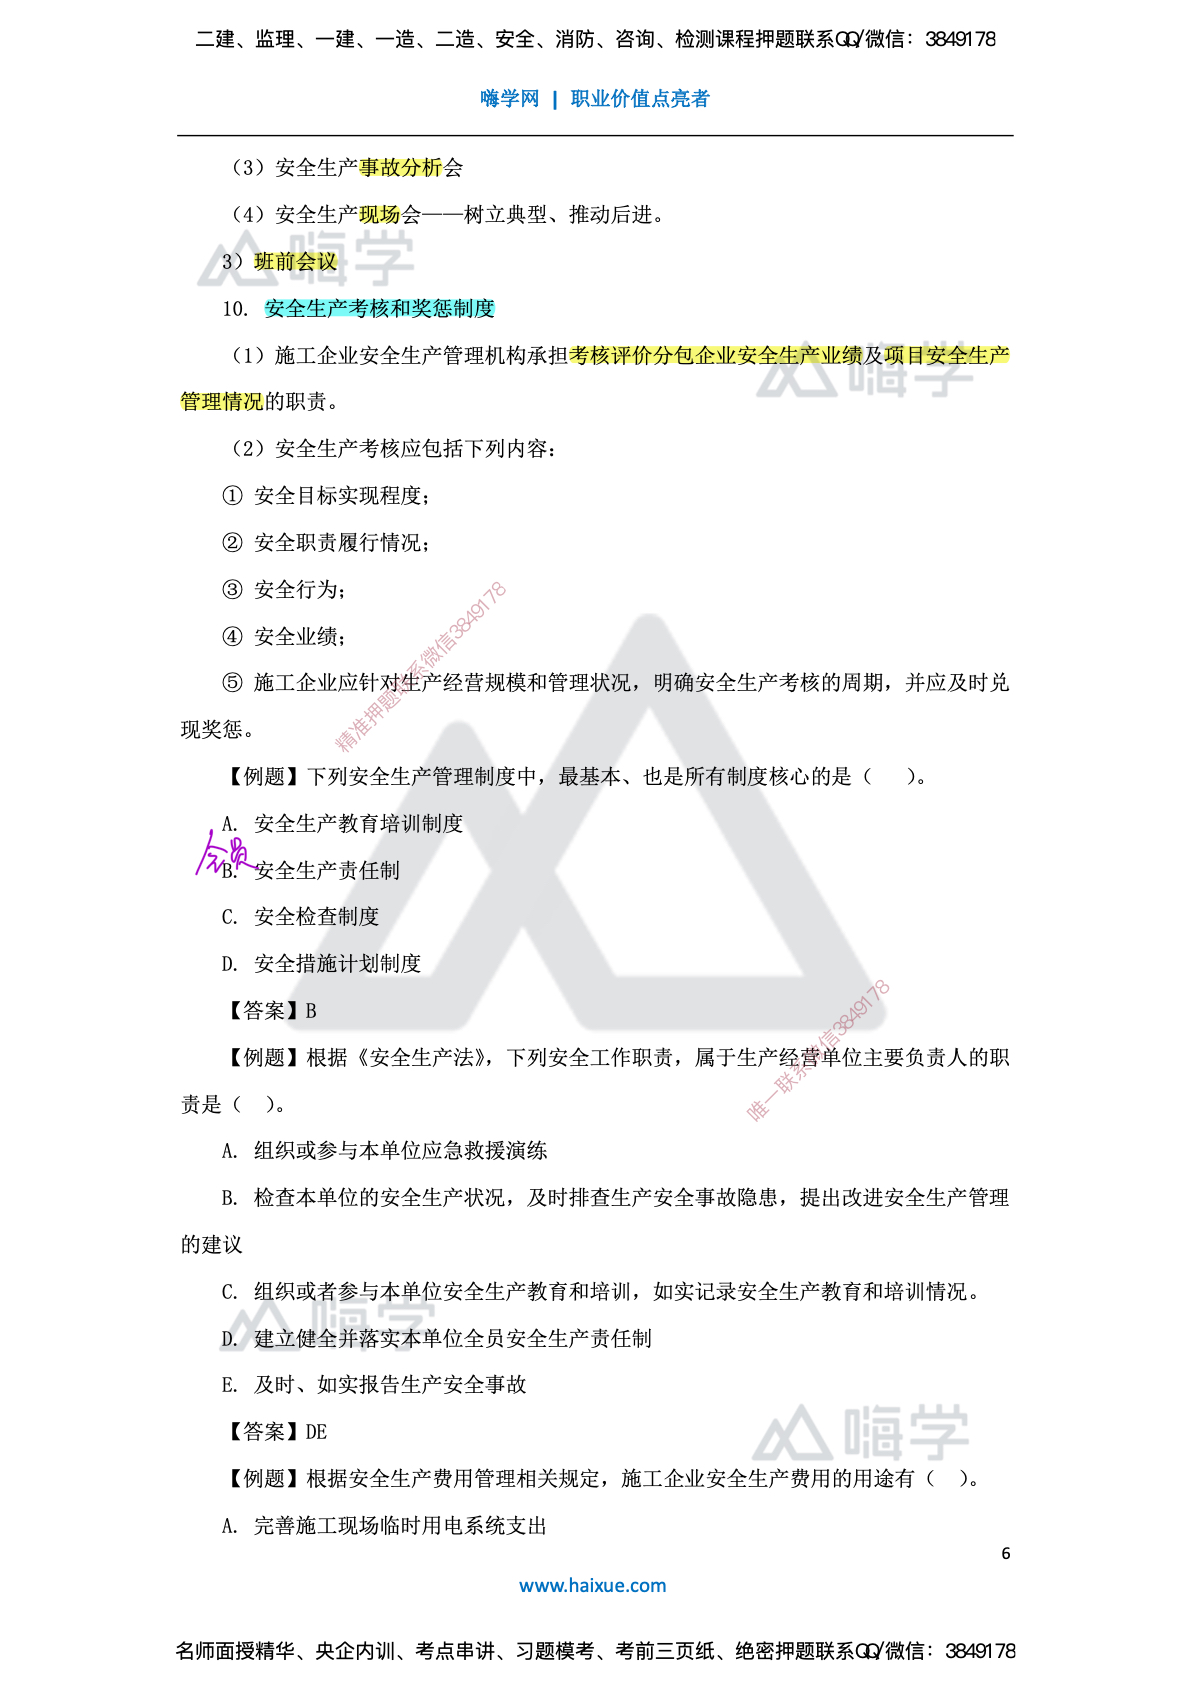 二建、监理、一建、一造、二造、安全、消防、咨询、检测课程押题联系QQ/微信：3849178
嗨学网 | 职业价值点亮者
（3）安全生产事故分析会
（4）安全生产现场会——树立典型、推动后进。
嗨学
3）班前会议
10. 安全生产考核和奖惩制度
（1）施工企业安全生产管理机构承担考核评价分包企业安全生产业绩及项目安全生产
嗨学
管理情况的职责。
（2）安全生产考核应包括下列内容：
① 安全目标实现程度；
② 安全职责履行情况；
③ 安全行为；
④ 安全业绩；
精准押题联系微信3849178
⑤ 施工企业应针对生产经营规模和管理状况，明确安全生产考核的周期，并应及时兑
现奖惩。
【例题】下列安全生产管理制度中，最基本、也是所有制度核心的是（ ）。
A. 安全生产教育培训制度
全员
B. 安全生产责任制
C. 安全检查制度
D. 安全措施计划制度
【答案】B
唯一联系微信3849178
【例题】根据《安全生产法》，下列安全工作职责，属于生产经营单位主要负责人的职
责是（ ）。
A. 组织或参与本单位应急救援演练
B. 检查本单位的安全生产状况，及时排查生产安全事故隐患，提出改进安全生产管理
的建议
C. 组织或者参与本单位安全生产教育和培训，如实记录安全生产教育和培训情况。
嗨学
D. 建立健全并落实本单位全员安全生产责任制
E. 及时、如实报告生产安全事故
【答案】DE
嗨学
【例题】根据安全生产费用管理相关规定，施工企业安全生产费用的用途有（ ）。
A. 完善施工现场临时用电系统支出
6
www.haixue.com
名师面授精华、央企内训、考点串讲、习题模考、考前三页纸、绝密押题联系QQ/微信：3849178